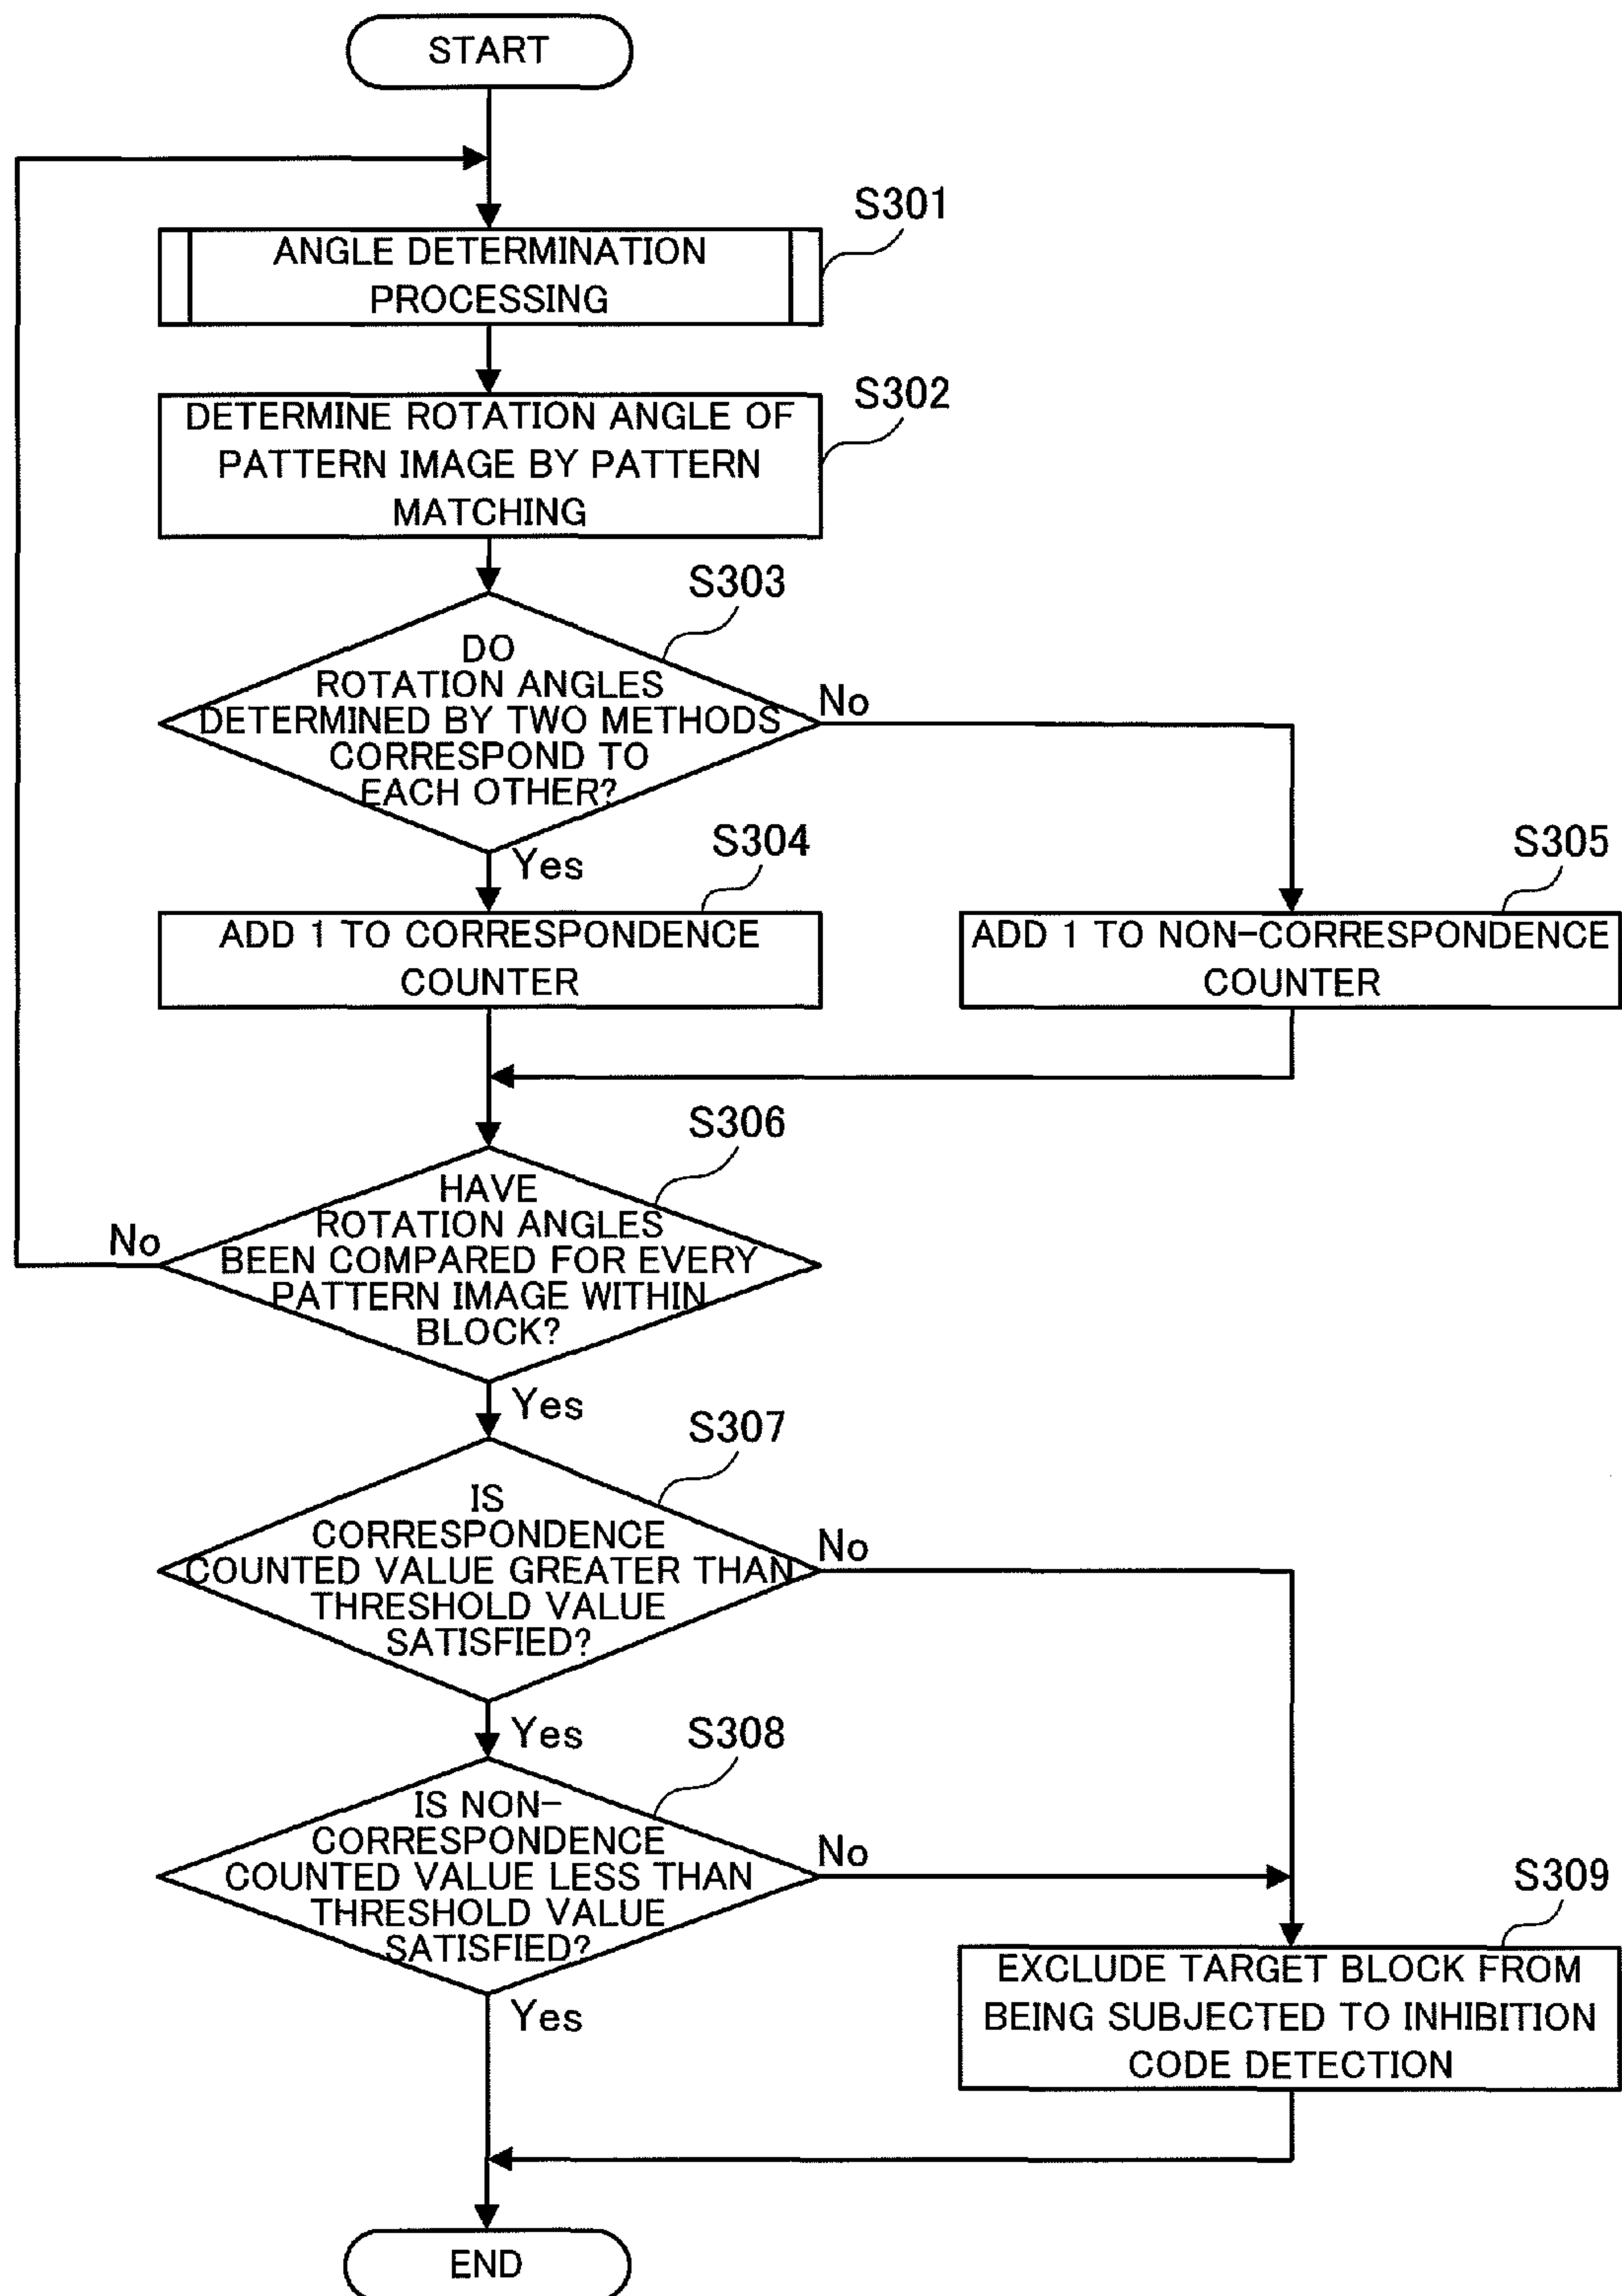 START
S301
ANGLE DETERMINATION
PROCESSING
S302
DETERMINE ROTATION ANGLE OF
PATTERN IMAGE BY PATTERN
MATCHING
S303
DO
ROTATION ANGLES
DETERMINED BY TWO METHODS
CORRESPOND TO
EACH OTHER?
No
Yes
S304
ADD 1 TO CORRESPONDENCE
COUNTER
S305
ADD 1 TO NON-CORRESPONDENCE
COUNTER
S306
HAVE
ROTATION ANGLES
BEEN COMPARED FOR EVERY
PATTERN IMAGE WITHIN
BLOCK?
No
Yes
S307
IS
CORRESPONDENCE
COUNTED VALUE GREATER THAN
THRESHOLD VALUE
SATISFIED?
No
Yes
S308
IS NON-
CORRESPONDENCE
COUNTED VALUE LESS THAN
THRESHOLD VALUE
SATISFIED?
No
Yes
S309
EXCLUDE TARGET BLOCK FROM
BEING SUBJECTED TO INHIBITION
CODE DETECTION
END